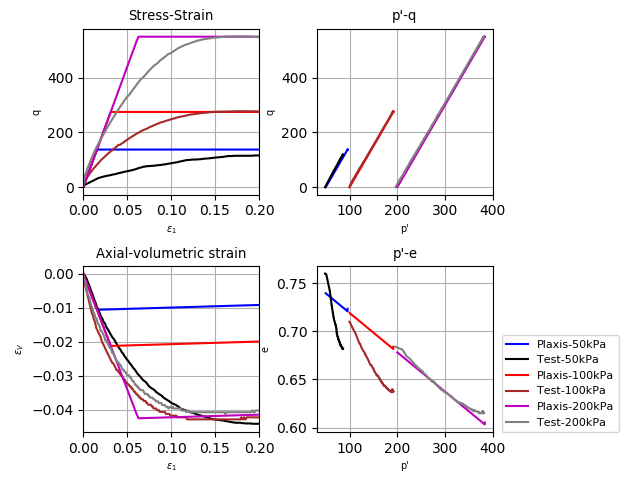 Stress-Strain
p'-q
q
400
200
0
0.00 0.05 0.10 0.15 0.20
ε1
q
400
200
0
100 200 300 400
p'
Axial-volumetric strain
p'-e
εv
0.00
−0.01
−0.02
−0.03
−0.04
0.00 0.05 0.10 0.15 0.20
ε1
e
0.75
0.70
0.65
0.60
100 200 300 400
p'
Plaxis-50kPa
Test-50kPa
Plaxis-100kPa
Test-100kPa
Plaxis-200kPa
Test-200kPa